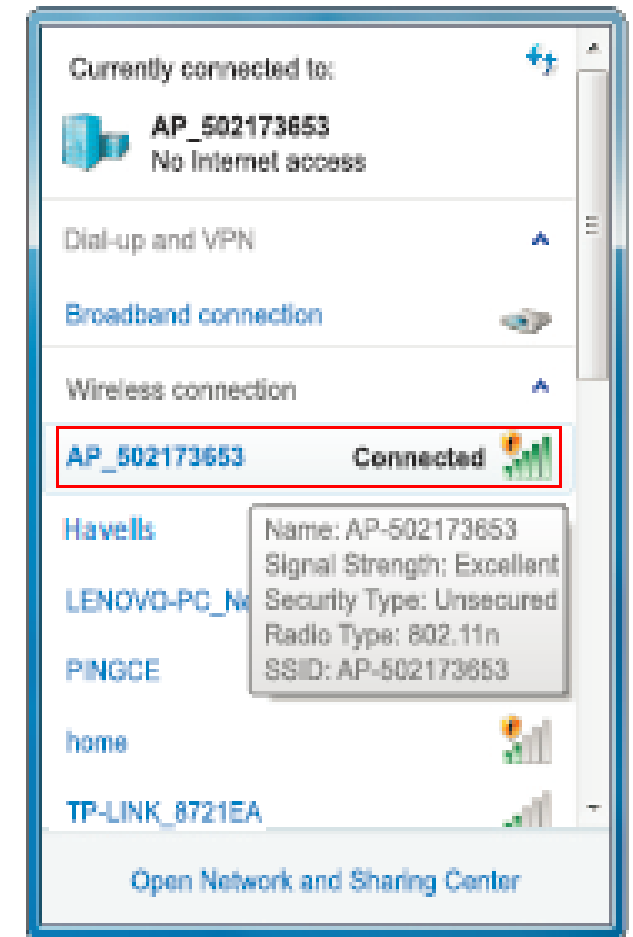 Currently connected to:
AP_502173653
No Internet access
Dial-up and VPN
Broadband connection
Wireless connection
AP_502173653 Connected
Havells
Name: AP-502173653
Signal Strength: Excellent
LENOVO-PC_Ne
Security Type: Unsecured
Radio Type: 802.11n
PINGCE
SSID: AP-502173653
home
TP-LINK_8721EA
Open Network and Sharing Center